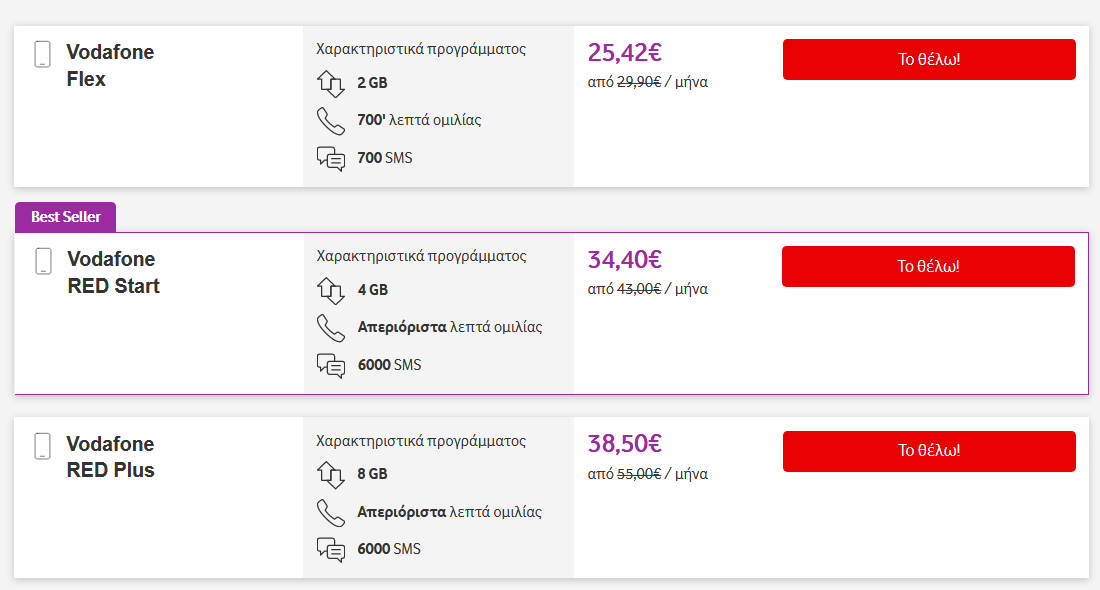 Vodafone
Flex
Χαρακτηριστικά προγράμματος
2 GB
700' λεπτά ομιλίας
700 SMS
25,42€
από 29,90€ / μήνα
Το θέλω!
Best Seller
Vodafone
RED Start
Χαρακτηριστικά προγράμματος
4 GB
Απεριόριστα λεπτά ομιλίας
6000 SMS
34,40€
από 43,00€ / μήνα
Το θέλω!
Vodafone
RED Plus
Χαρακτηριστικά προγράμματος
8 GB
Απεριόριστα λεπτά ομιλίας
6000 SMS
38,50€
από 55,00€ / μήνα
Το θέλω!